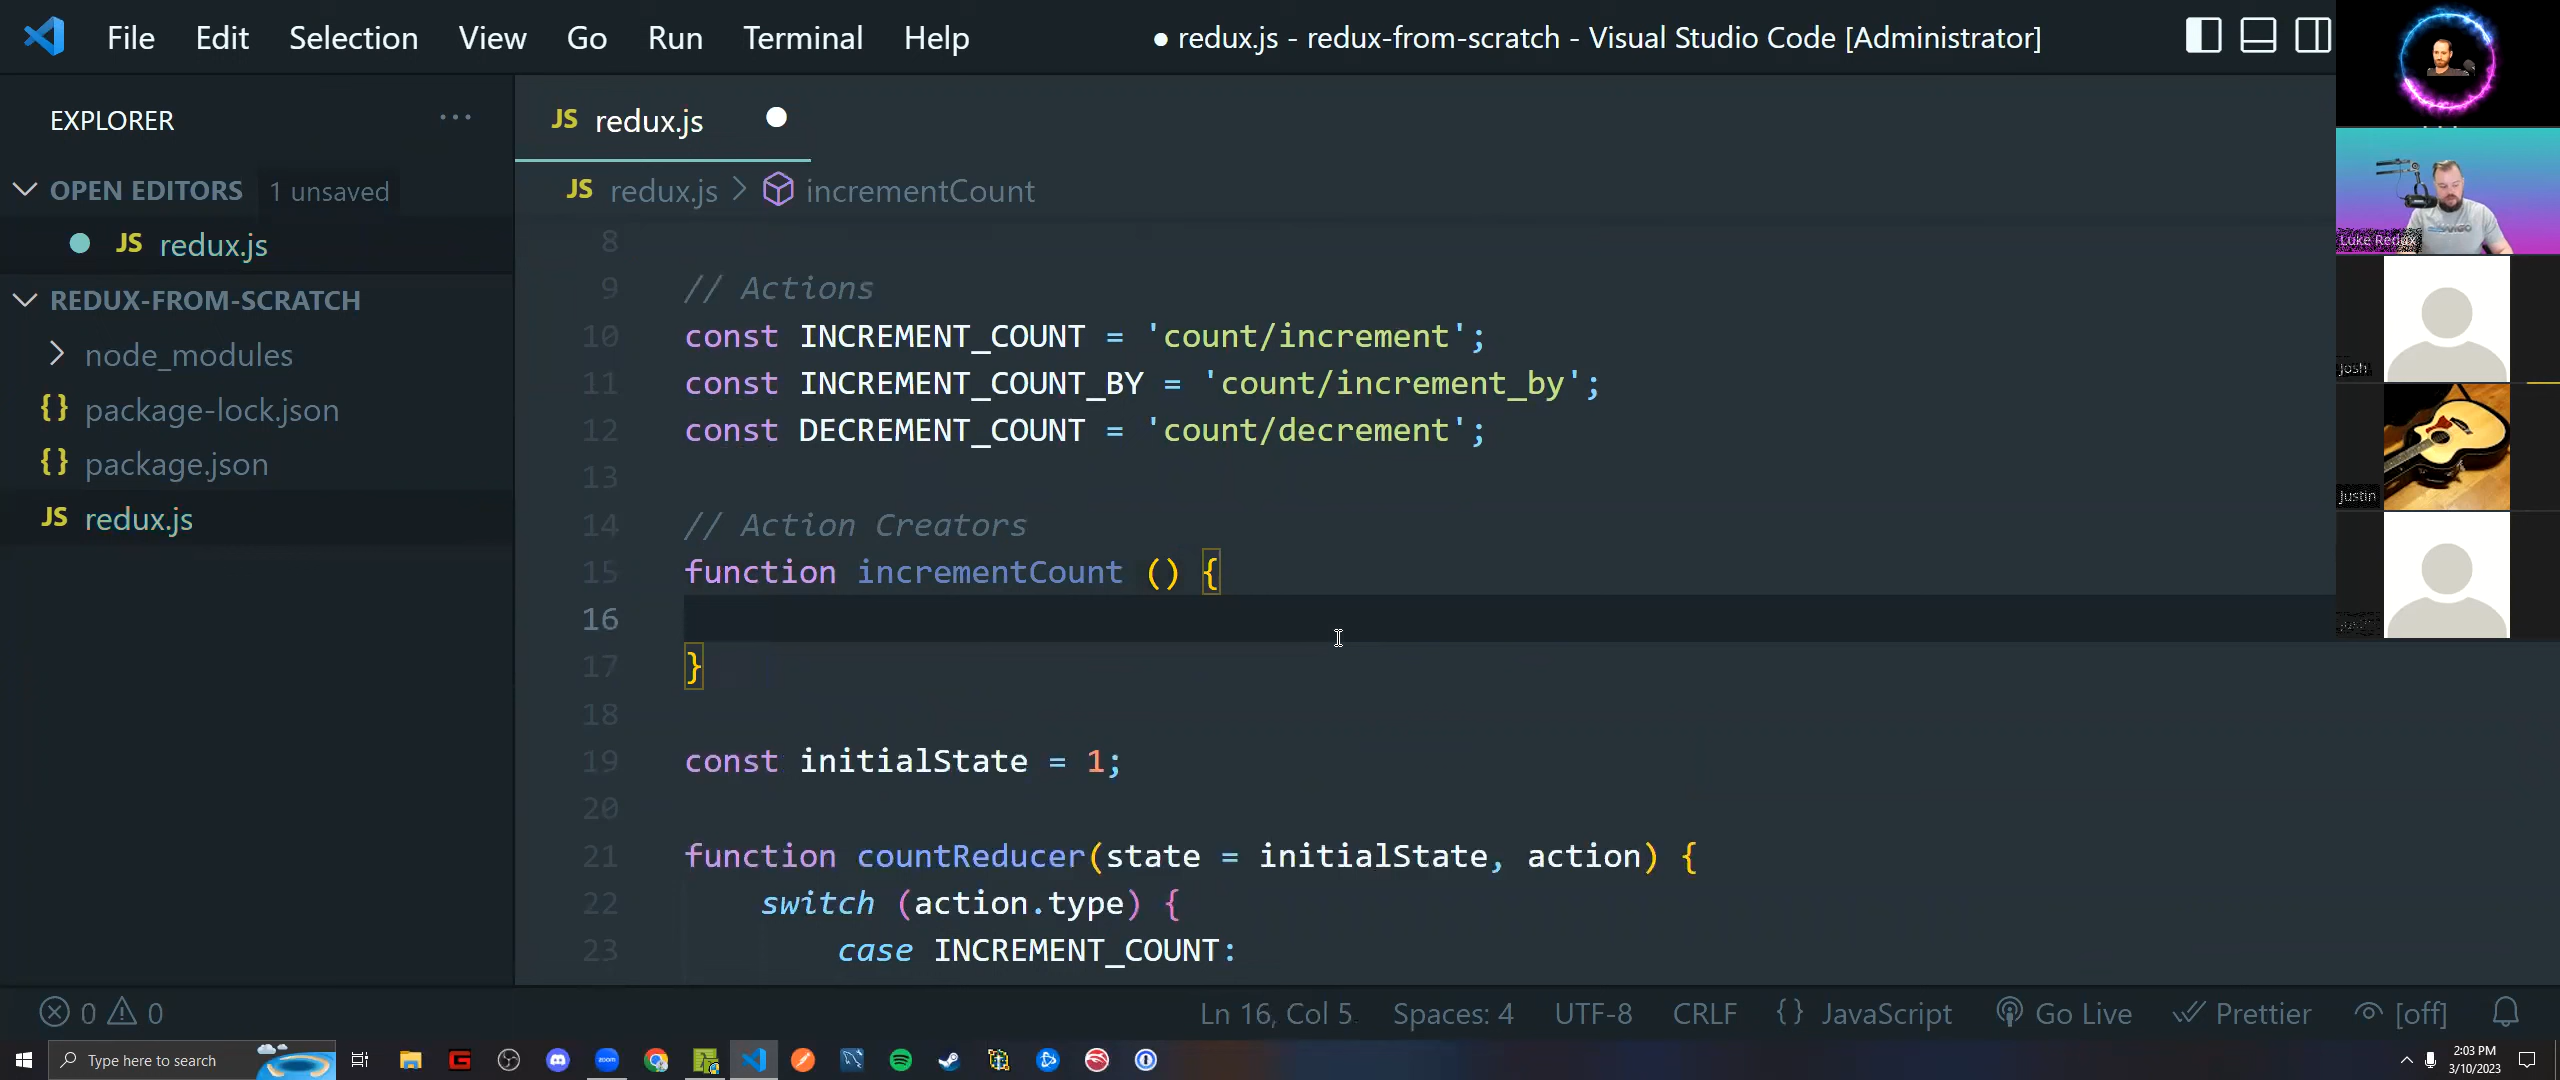 File Edit Selection View Go Run Terminal Help
● redux.js - redux-from-scratch - Visual Studio Code [Administrator]
EXPLORER ···
OPEN EDITORS 1 unsaved
JS redux.js
REDUX-FROM-SCRATCH
node_modules
{} package-lock.json
{} package.json
JS redux.js
JS redux.js
JS redux.js > incrementCount
8
9 // Actions
10 const INCREMENT_COUNT = 'count/increment';
11 const INCREMENT_COUNT_BY = 'count/increment_by';
12 const DECREMENT_COUNT = 'count/decrement';
13
14 // Action Creators
15 function incrementCount () {
16
17 }
18
19 const initialState = 1;
20
21 function countReducer(state = initialState, action) {
22 switch (action.type) {
23 case INCREMENT_COUNT:
Luke Redux
Josh
Justin
0 0
Ln 16, Col 5 Spaces: 4 UTF-8 CRLF {} JavaScript Go Live Prettier [off]
Type here to search
zoom
2:03 PM
3/10/2023